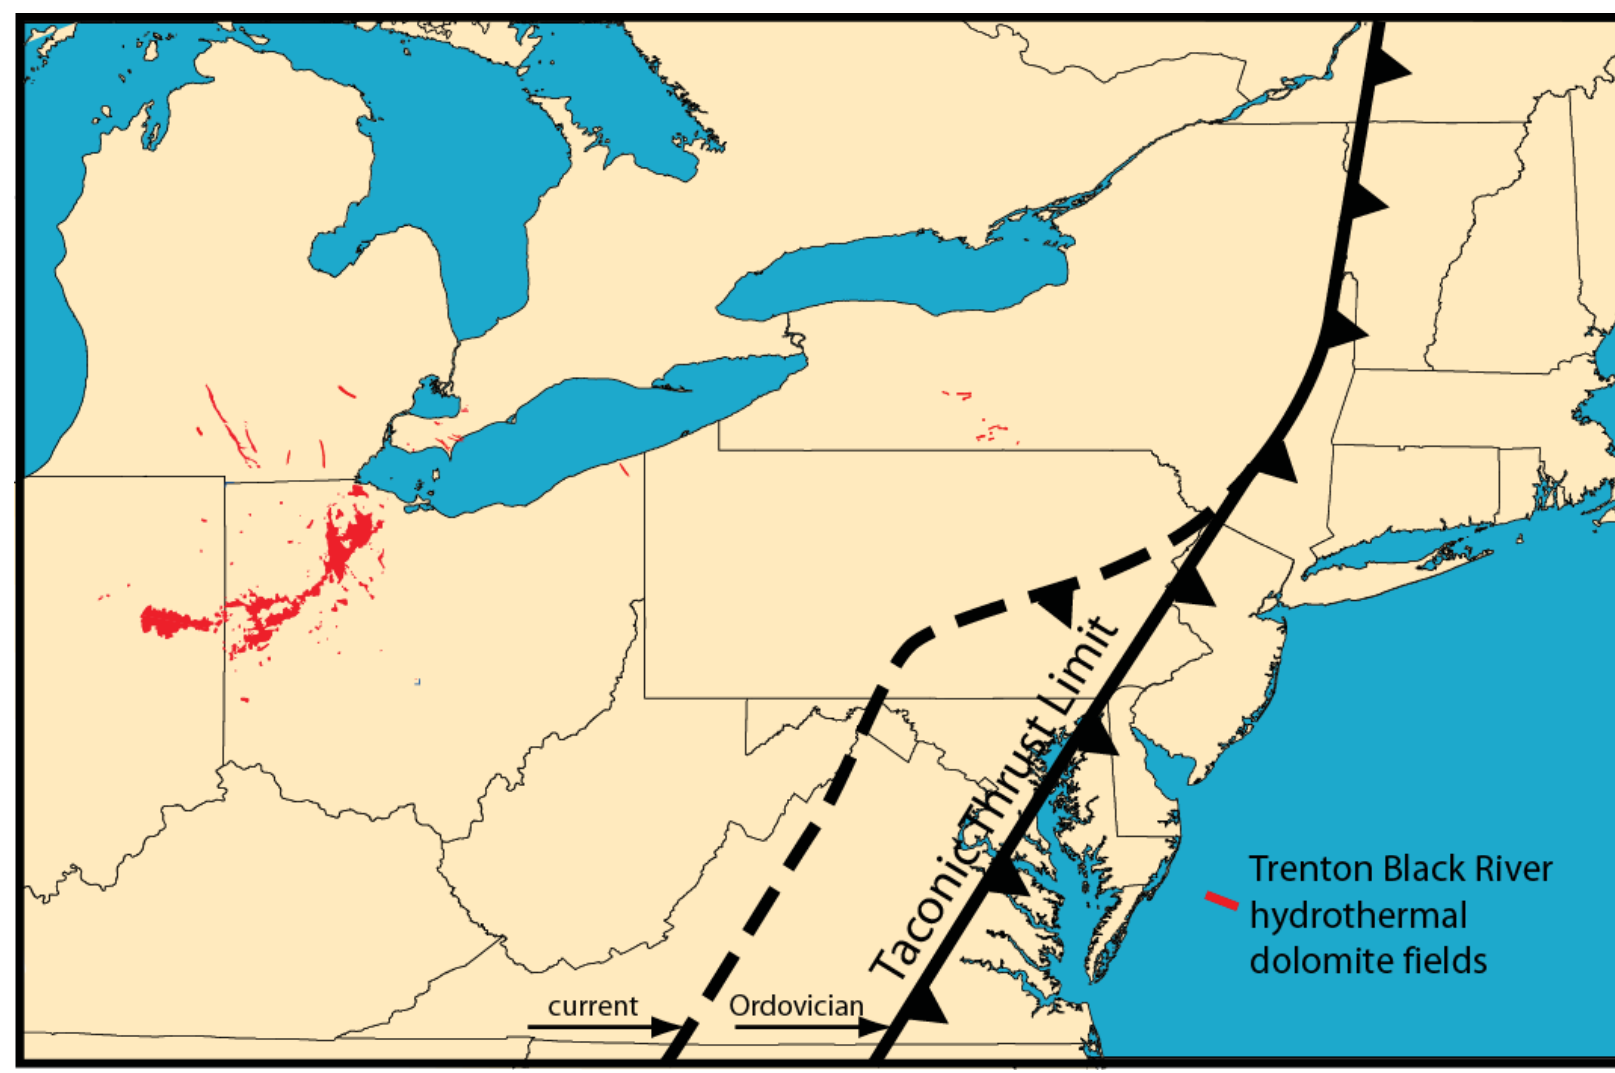 Taconic Thrust Limit
current
Ordovician
Trenton Black River
hydrothermal
dolomite fields